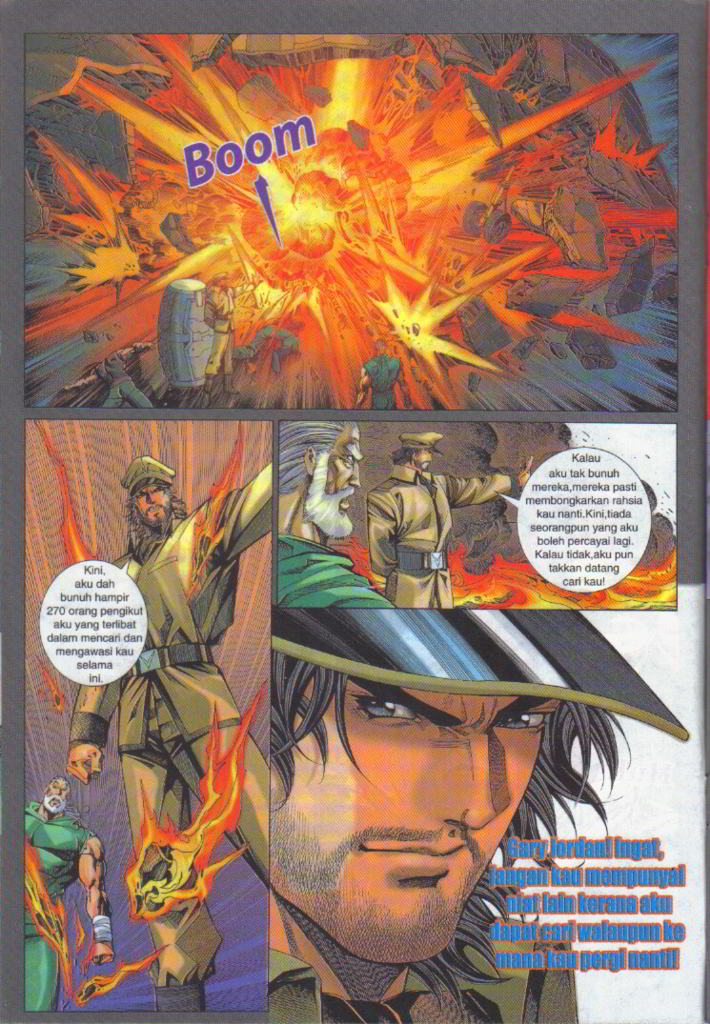 Boom
Kini,
aku dah
bunuh hampir
270 orang pengikut
aku yang terlibat
dalam mencari dan
mengawasi kau
selama
ini.
Kalau
aku tak bunuh
mereka,mereka pasti
membongkarkan rahsia
kau nanti.Kini,tiada
seorangpun yang aku
boleh percayai lagi.
Kalau tidak,aku pun
takkan datang
cari kau!
Gary Jordan! Ingat,
jangan kau mempunyai
niat lain kerana aku
dapat cari walaupun ke
mana kau pergi nanti!